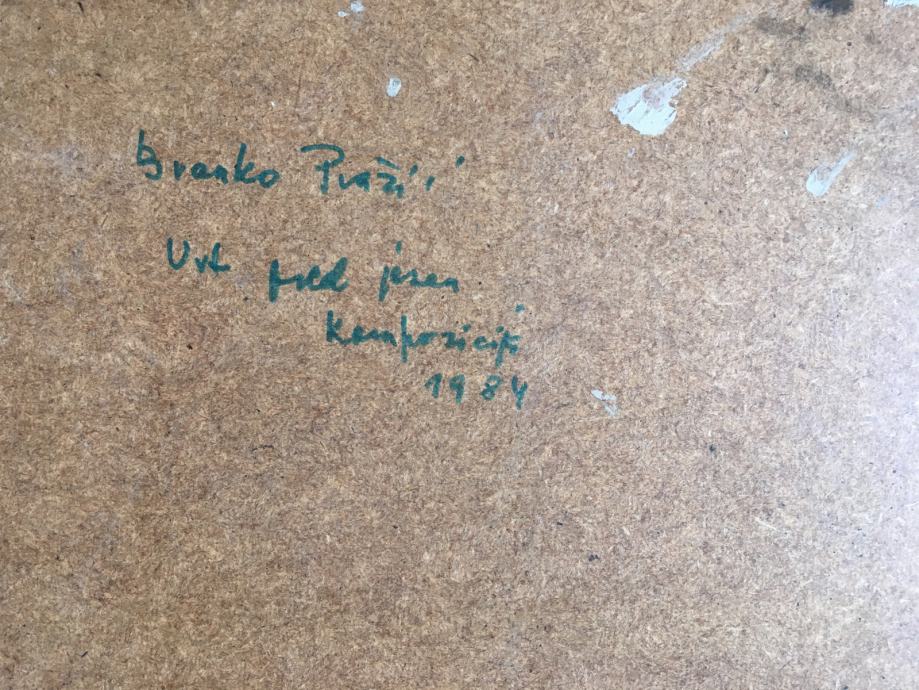 Branko Pražić
Vrt pred jesen
kompozicija
1984